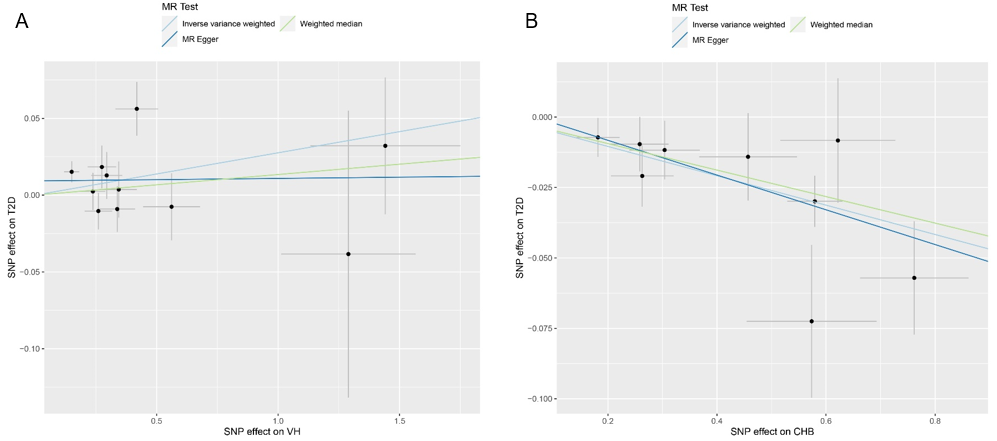 A
MR Test
Inverse variance weighted
Weighted median
MR Egger
0.05
0.00
−0.05
−0.10
SNP effect on T2D
0.5
1.0
1.5
SNP effect on VH
B
MR Test
Inverse variance weighted
Weighted median
MR Egger
0.000
−0.025
−0.050
−0.075
−0.100
SNP effect on T2D
0.2
0.4
0.6
0.8
SNP effect on CHB